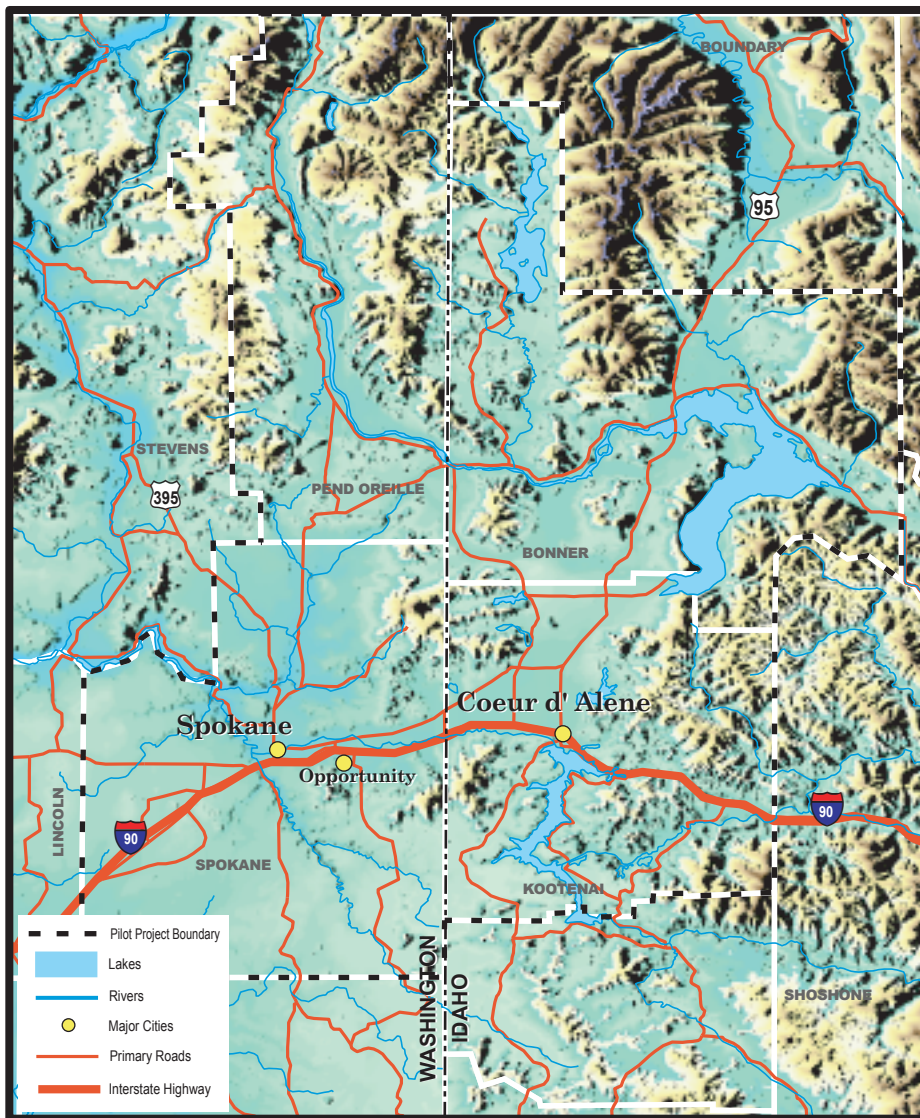 BOUNDARY
95
STEVENS
395
PEND OREILLE
BONNER
Spokane
Coeur d' Alene
Opportunity
LINCOLN
90
90
SPOKANE
KOOTENAI
WASHINGTON
IDAHO
SHOSHONE
Pilot Project Boundary
Lakes
Rivers
Major Cities
Primary Roads
Interstate Highway